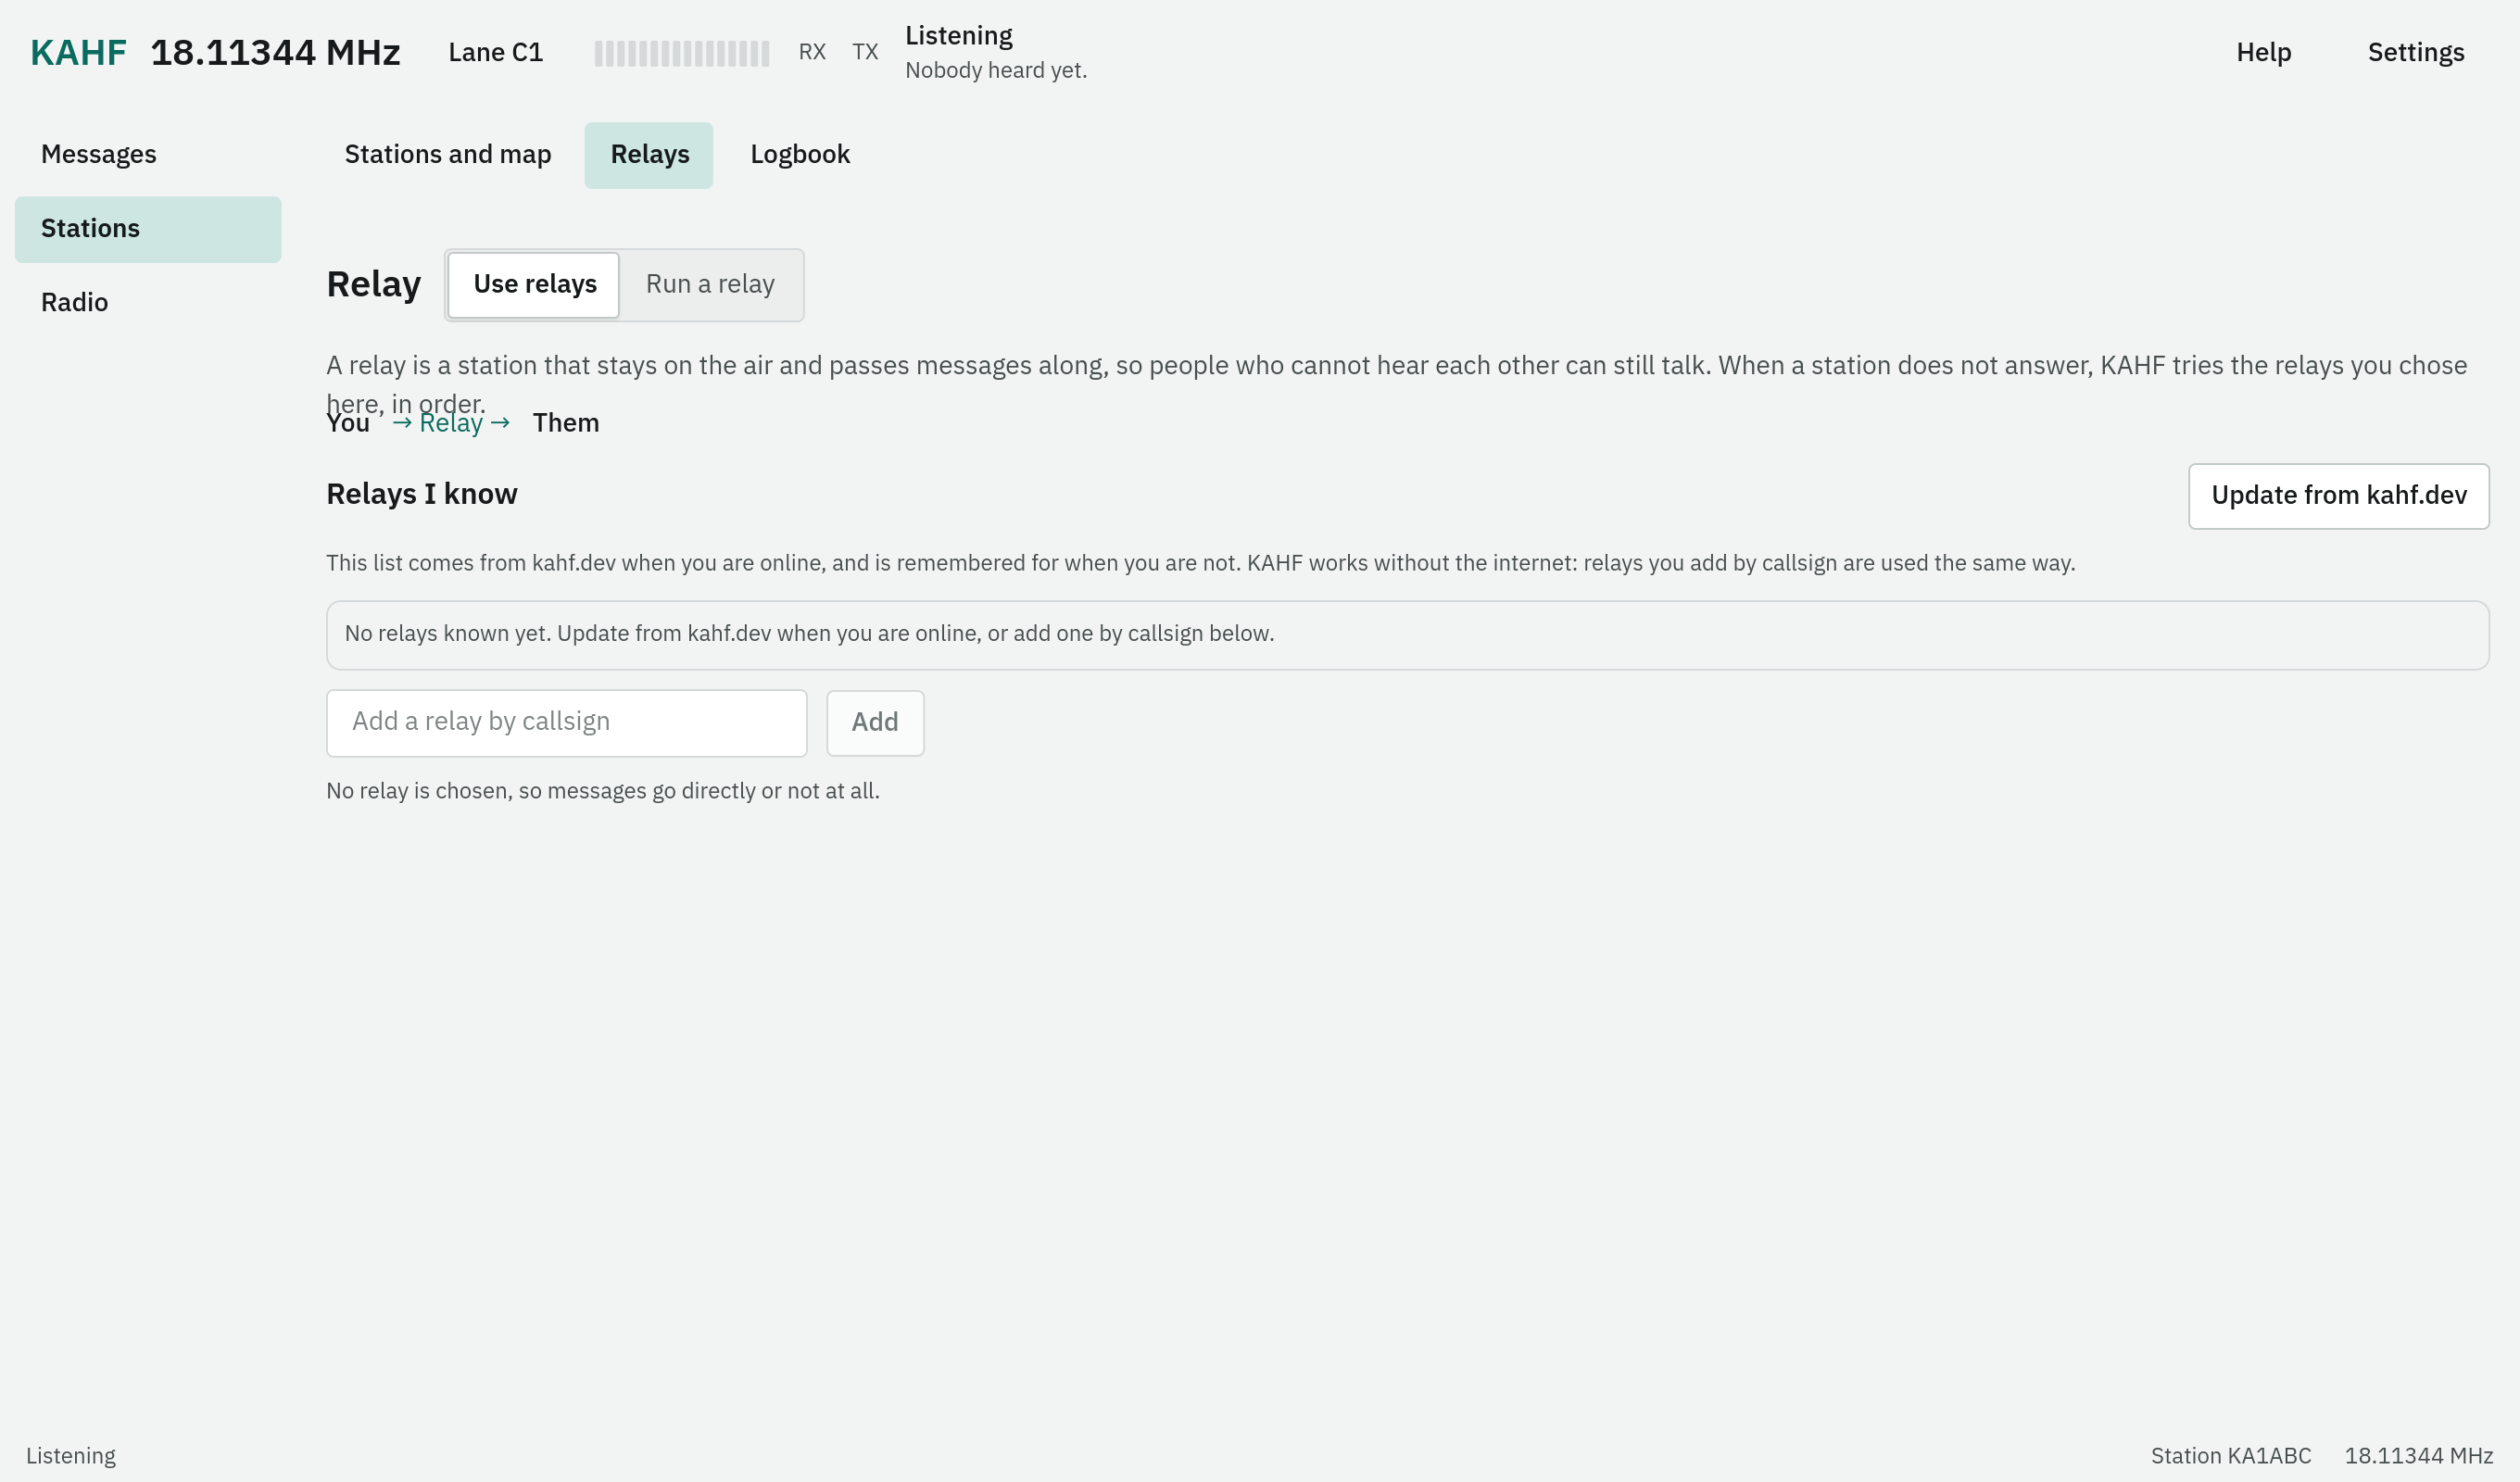 KAHF 18.11344 MHz Lane C1 RX TX Listening
Nobody heard yet.
Help Settings
Messages
Stations
Radio
Stations and map Relays Logbook
Relay Use relays Run a relay
A relay is a station that stays on the air and passes messages along, so people who cannot hear each other can still talk. When a station does not answer, KAHF tries the relays you chose
here, in order.
You → Relay → Them
Relays I know Update from kahf.dev
This list comes from kahf.dev when you are online, and is remembered for when you are not. KAHF works without the internet: relays you add by callsign are used the same way.
No relays known yet. Update from kahf.dev when you are online, or add one by callsign below.
Add a relay by callsign Add
No relay is chosen, so messages go directly or not at all.
Listening Station KA1ABC 18.11344 MHz